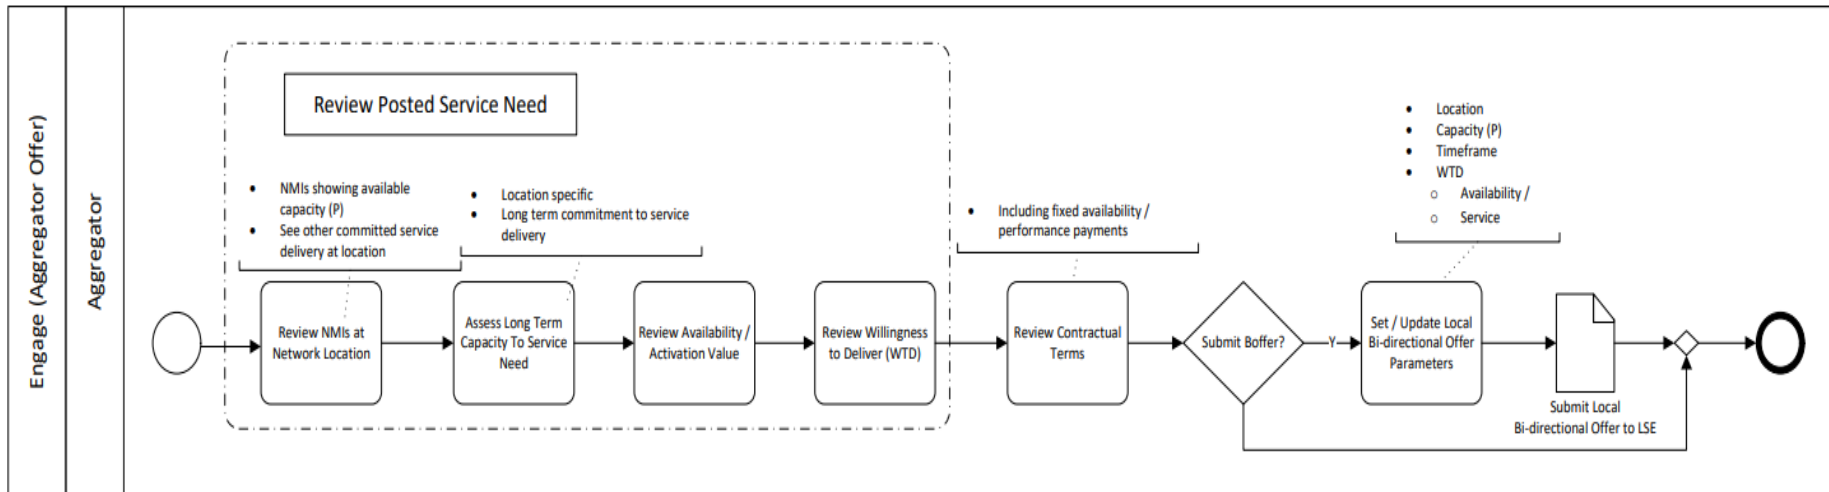 Engage (Aggregator Offer)
Aggregator
Review Posted Service Need
• NMIs showing available
capacity (P)
• See other committed service
delivery at location
• Location specific
• Long term commitment to service
delivery
• Including fixed availability /
performance payments
• Location
• Capacity (P)
• Timeframe
• WTD
o Availability /
o Service
Review NMIs at
Network Location
Assess Long Term
Capacity To Service
Need
Review Availability /
Activation Value
Review Willingness
to Deliver (WTD)
Review Contractual
Terms
Submit Boffer?
Y
Set / Update Local
Bi-directional Offer
Parameters
Submit Local
Bi-directional Offer to LSE